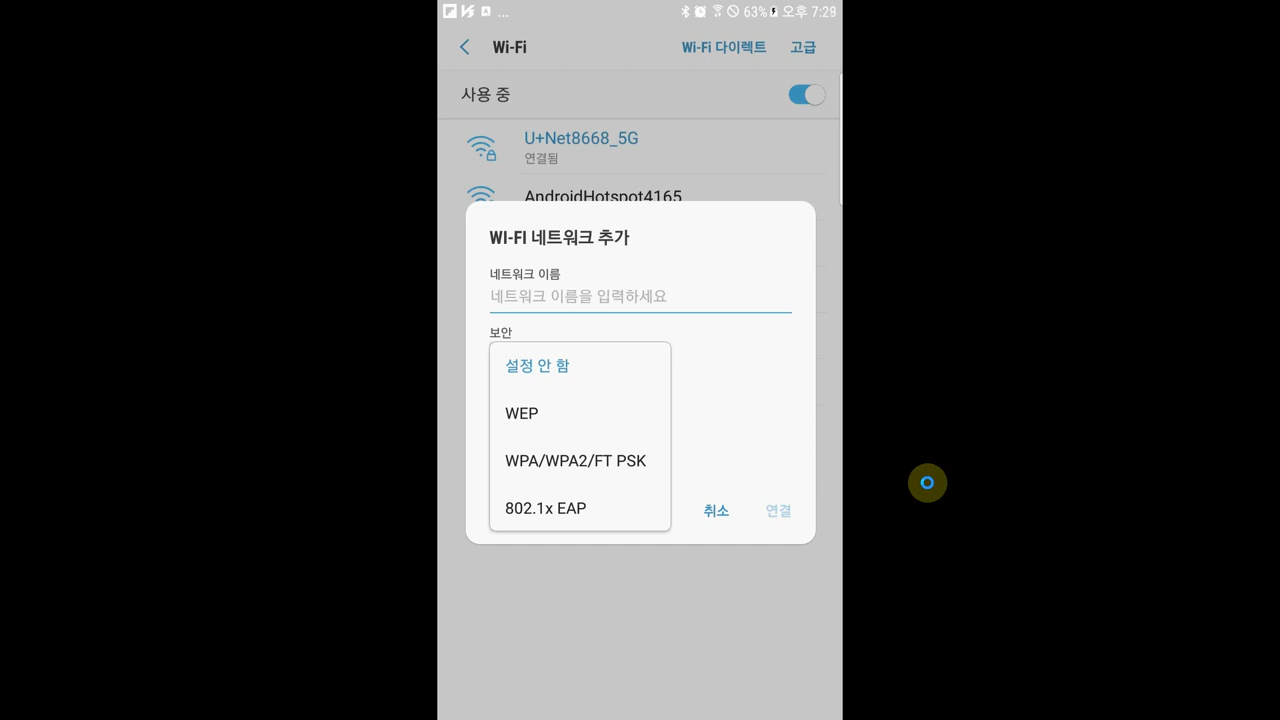 ... 63% 오후 7:29
Wi-Fi Wi-Fi 다이렉트 고급
사용 중
U+Net8668_5G
연결됨
AndroidHotspot4165
WI-FI 네트워크 추가
네트워크 이름
네트워크 이름을 입력하세요
보안
설정 안 함
WEP
WPA/WPA2/FT PSK
802.1x EAP
취소 연결